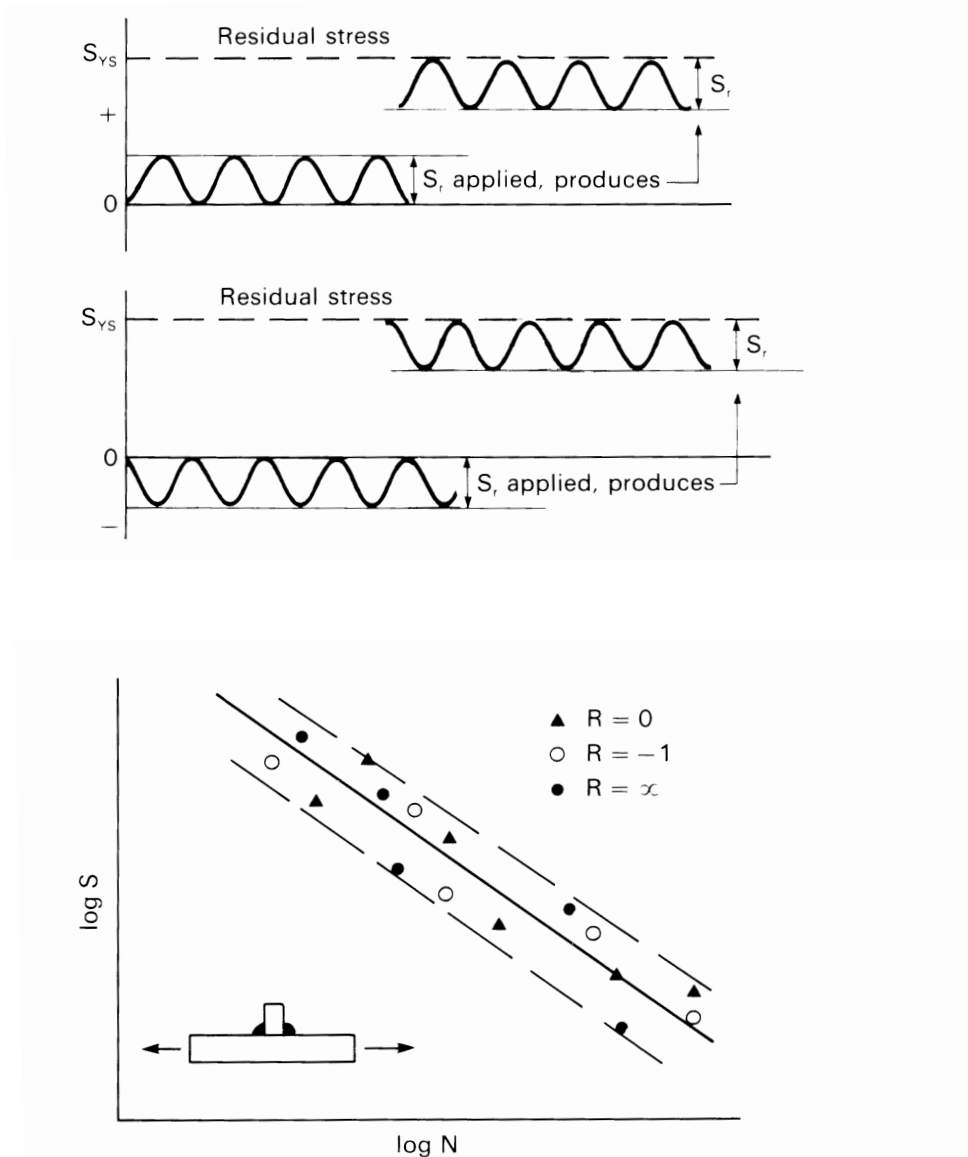 Residual stress
S_YS
S_r
+
S_r applied, produces
0
Residual stress
S_YS
S_r
0
S_r applied, produces
−
▲ R = 0
○ R = −1
● R = ∝
log S
log N